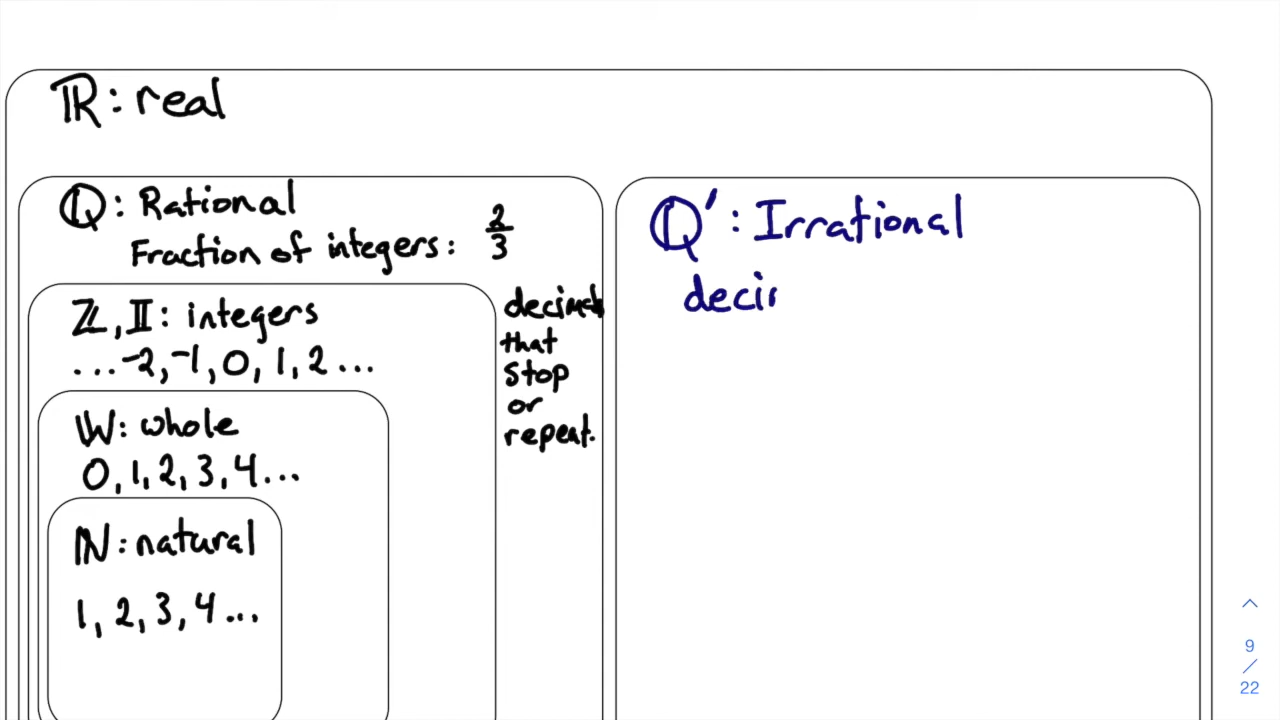 ℝ: real
ℚ: Rational
Fraction of integers: 2/3
ℤ, 𝕀: integers
...-2, -1, 0, 1, 2...
𝕎: whole
0, 1, 2, 3, 4...
ℕ: natural
1, 2, 3, 4...
decimals
that
stop
or
repeat.
ℚ': Irrational
deci
9
/
22